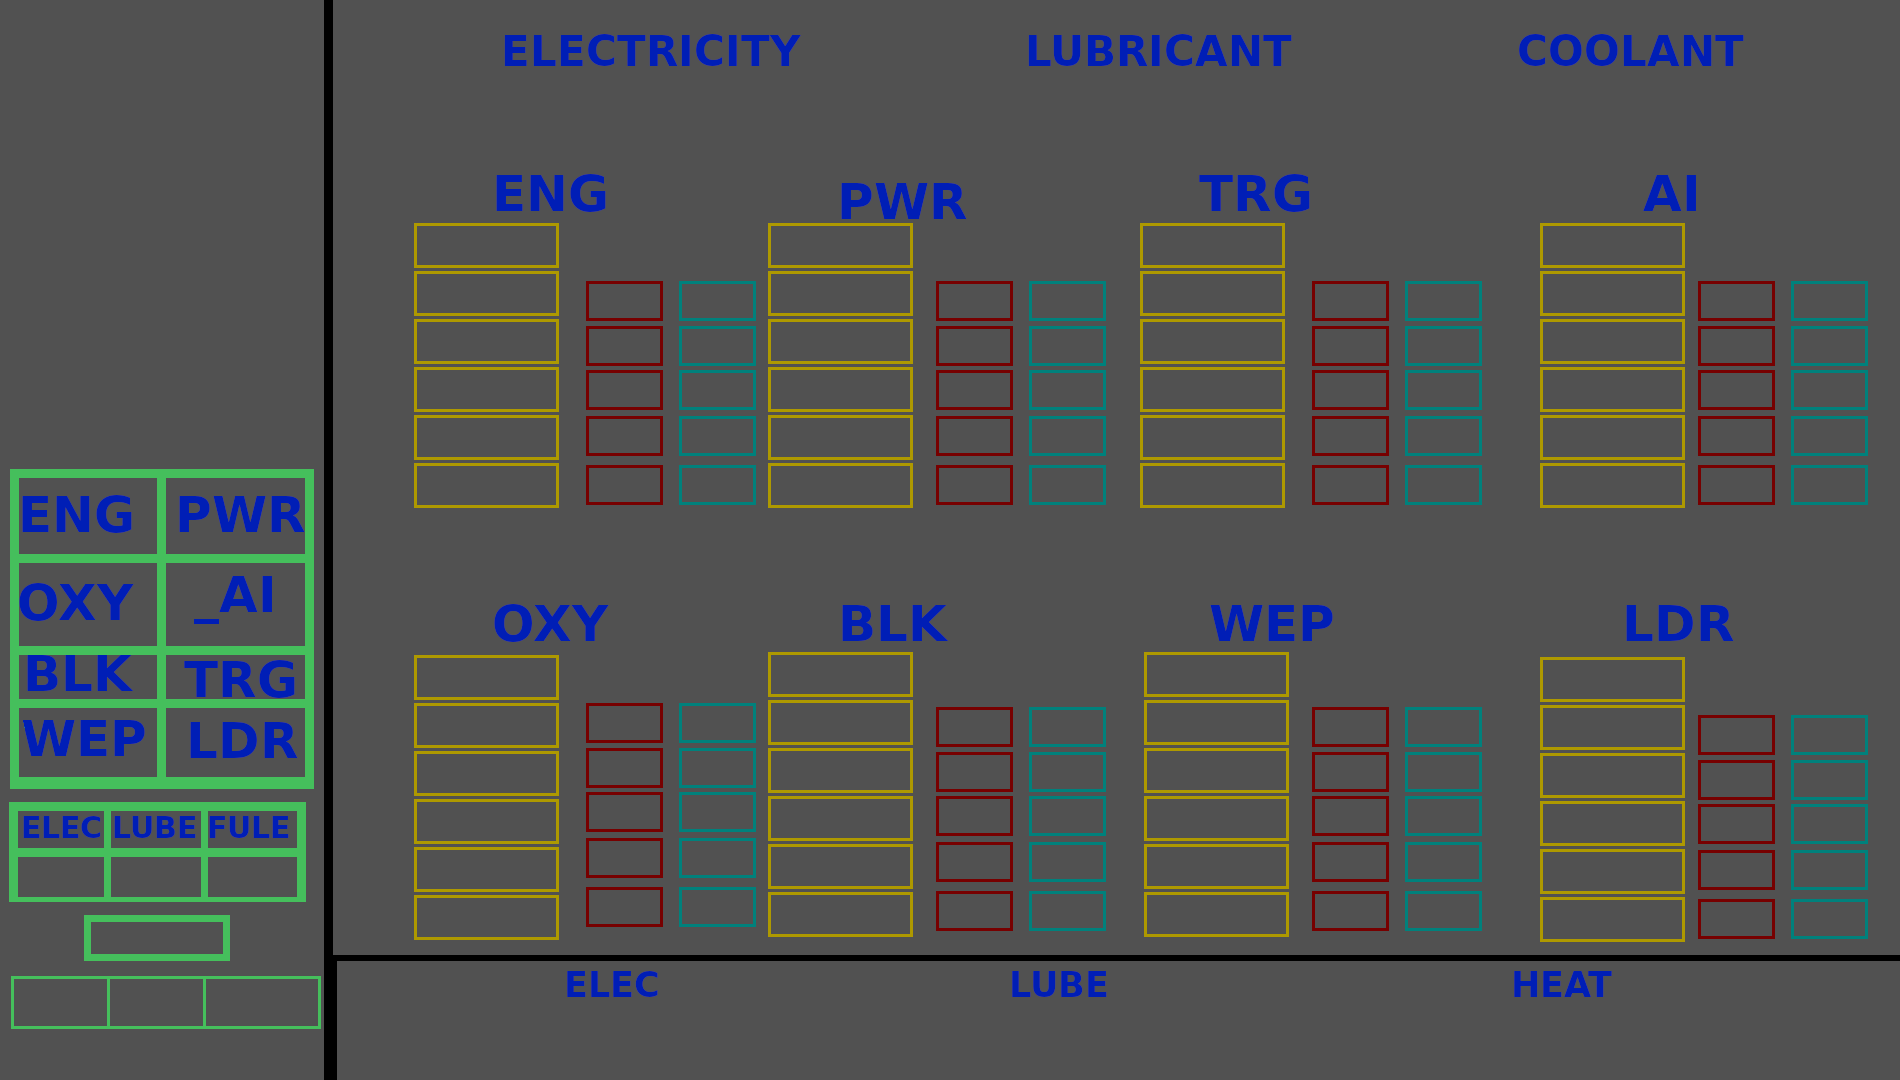 ELECTRICITY LUBRICANT COOLANT
ENG PWR TRG AI
OXY BLK WEP LDR
ENG PWR
OXY _AI
BLK TRG
WEP LDR
ELEC LUBE FULE
ELEC LUBE HEAT